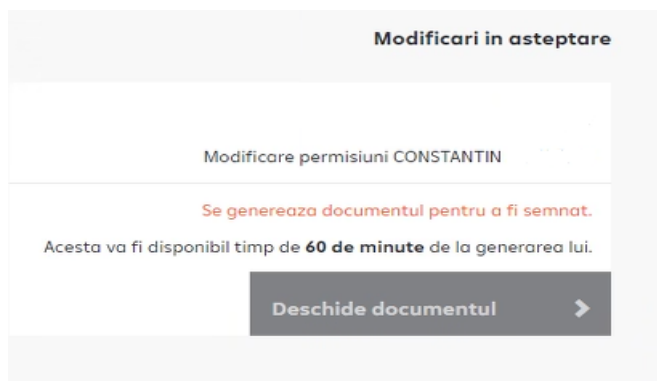 Modificari in asteptare
Modificare permisiuni CONSTANTIN
Se genereaza documentul pentru a fi semnat.
Acesta va fi disponibil timp de 60 de minute de la generarea lui.
Deschide documentul